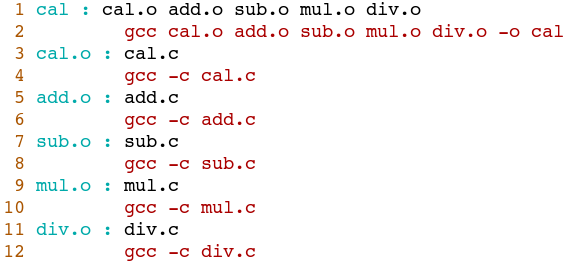 1 cal : cal.o add.o sub.o mul.o div.o
2 gcc cal.o add.o sub.o mul.o div.o -o cal
3 cal.o : cal.c
4 gcc -c cal.c
5 add.o : add.c
6 gcc -c add.c
7 sub.o : sub.c
8 gcc -c sub.c
9 mul.o : mul.c
10 gcc -c mul.c
11 div.o : div.c
12 gcc -c div.c